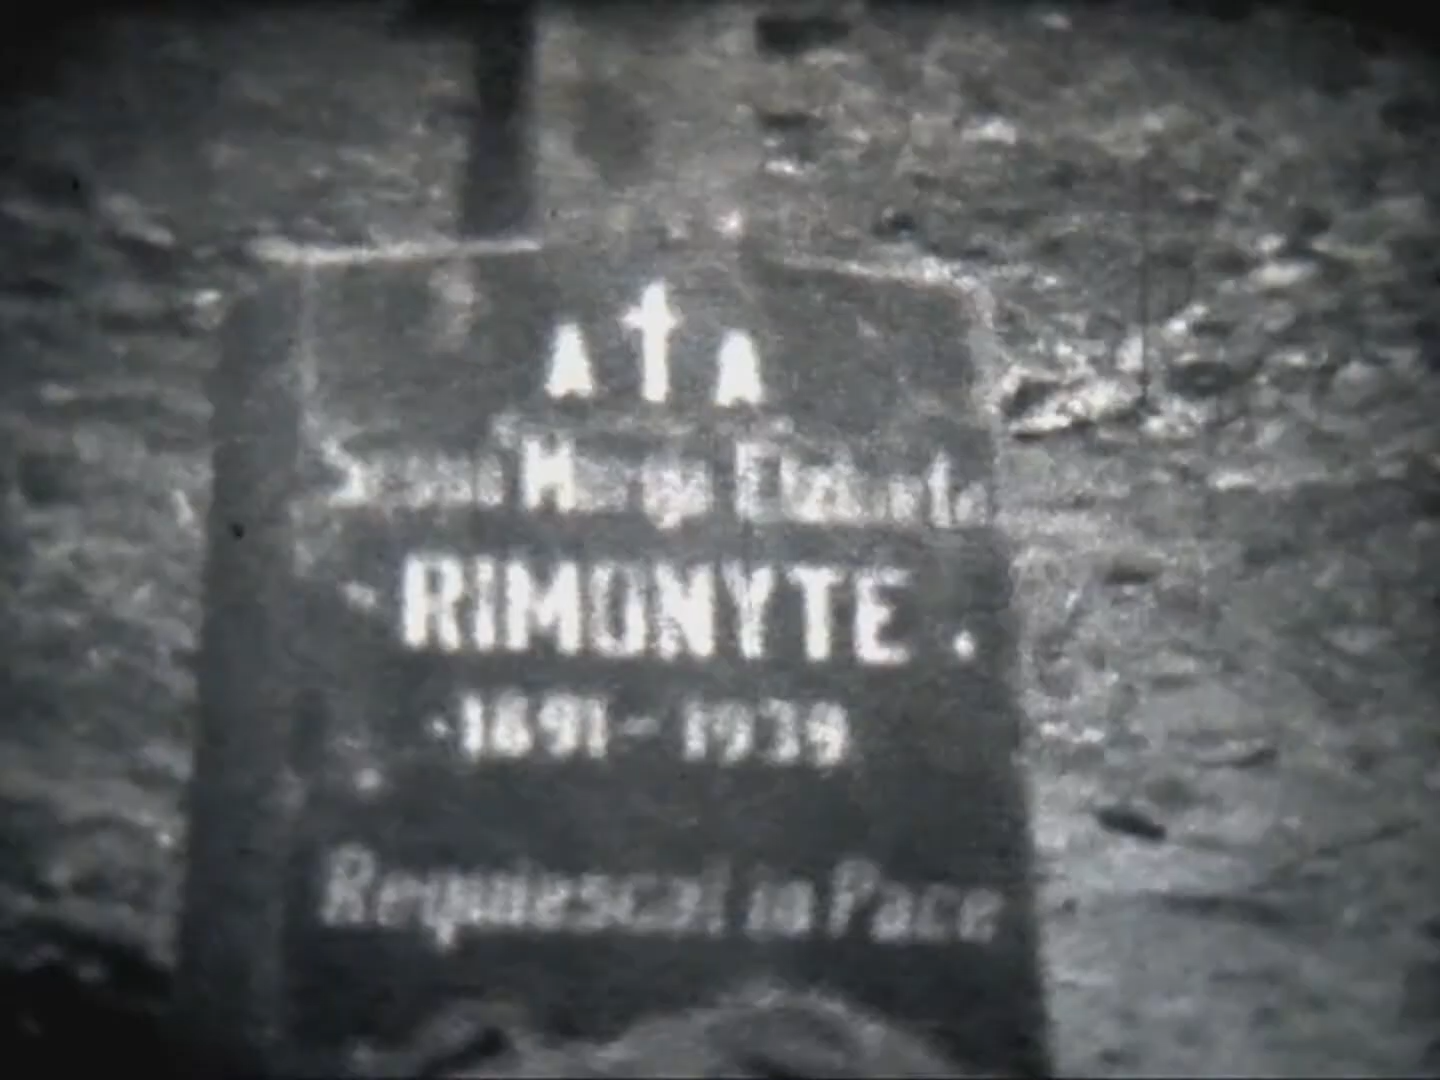 A † A
RIMONYTE .
1891 - 1939
Requiescat in Pace